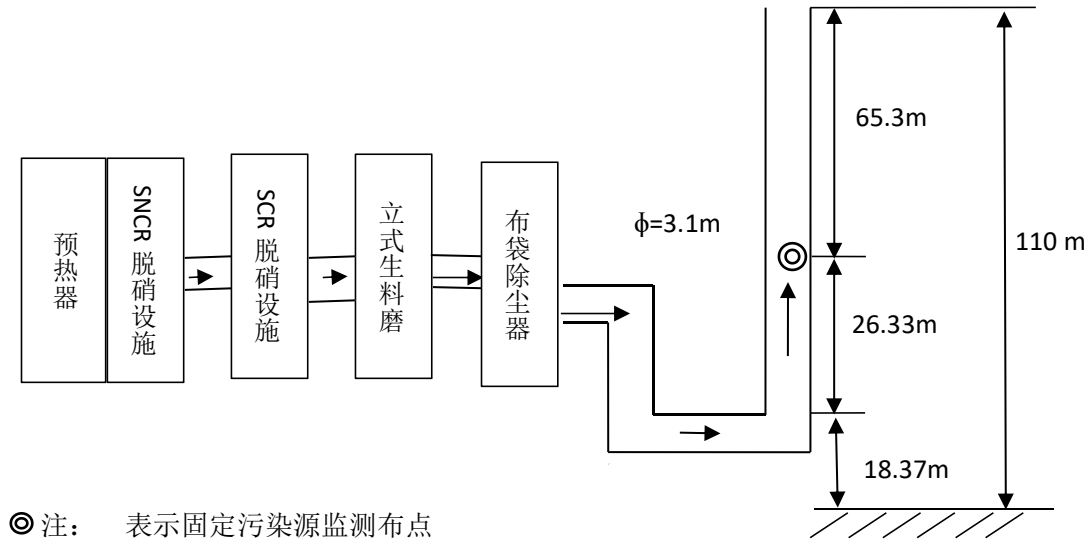 预热器
SNCR 脱硝设施
SCR 脱硝设施
立式生料磨
布袋除尘器
ϕ=3.1m
65.3m
26.33m
18.37m
110 m
注： 表示固定污染源监测布点